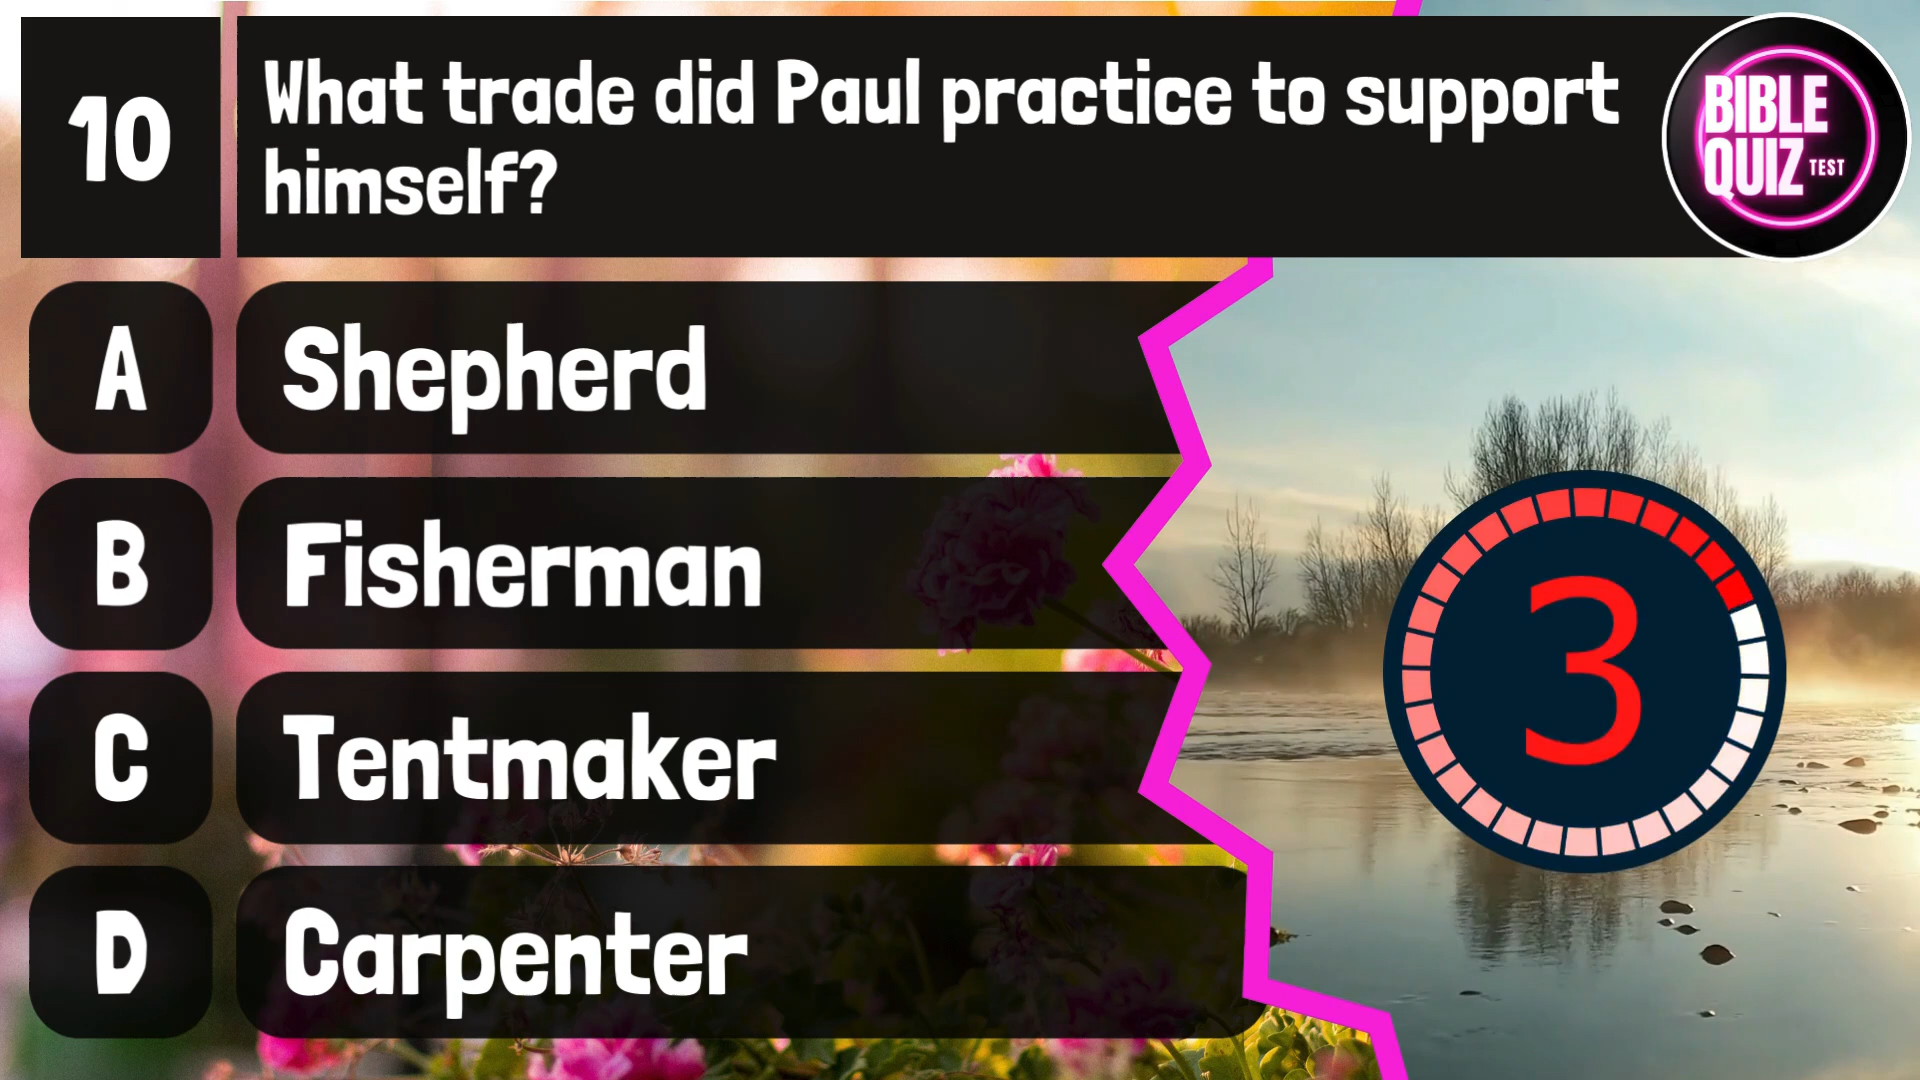 10
What trade did Paul practice to support
himself?
BIBLE
QUIZ TEST
A
Shepherd
B
Fisherman
C
Tentmaker
D
Carpenter
3